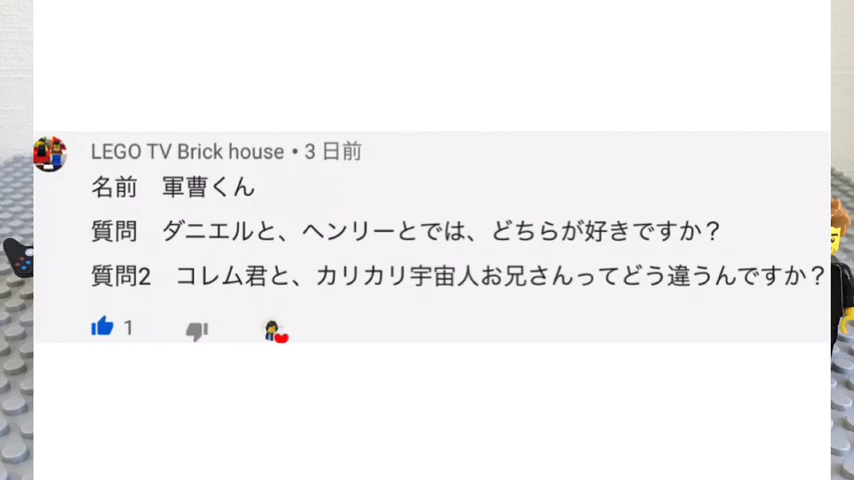 LEGO TV Brick house • 3 日前
名前　軍曹くん
質問　ダニエルと、ヘンリーとでは、どちらが好きですか？
質問2　コレム君と、カリカリ宇宙人お兄さんってどう違うんですか？
1